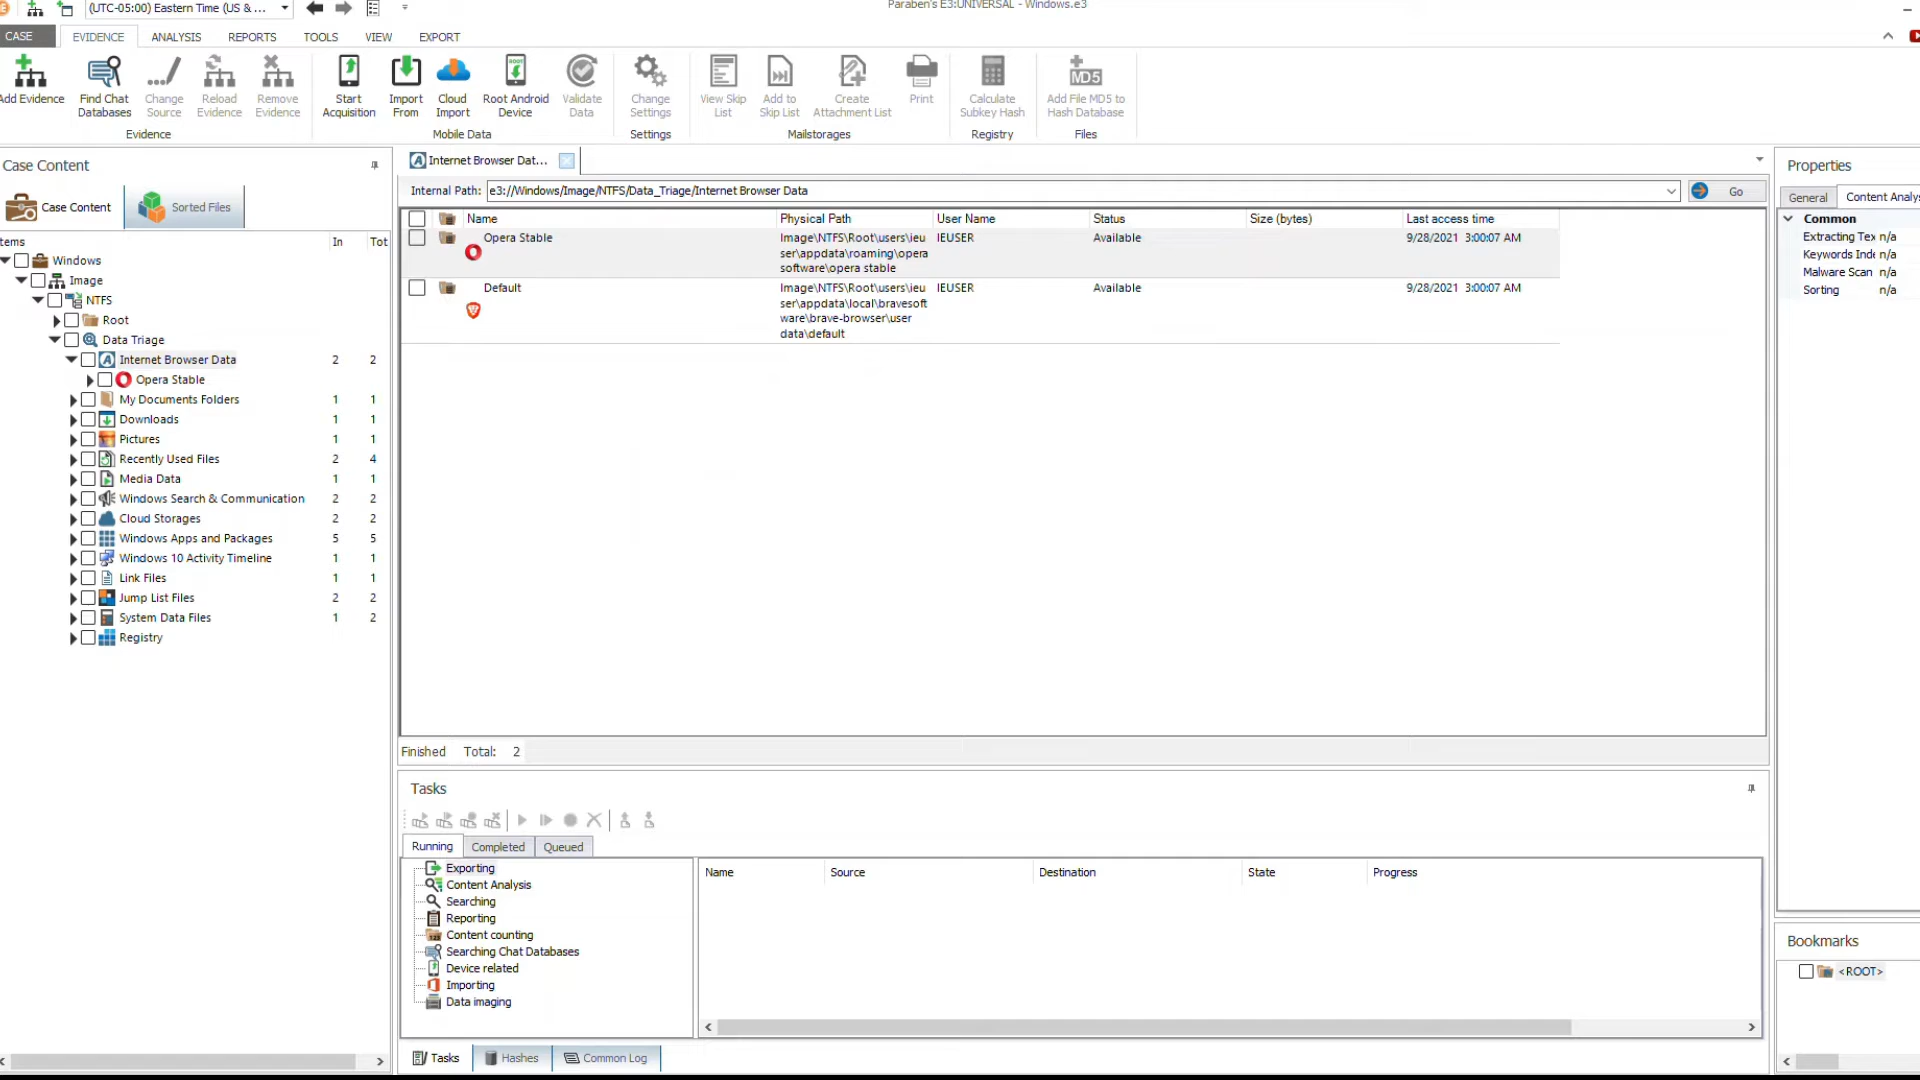 Paraben's E3:UNIVERSAL - Windows.e3
(UTC-05:00) Eastern Time (US & ...
CASE
EVIDENCE
ANALYSIS
REPORTS
TOOLS
VIEW
EXPORT
Add Evidence
Find Chat
Databases
Change
Source
Reload
Evidence
Remove
Evidence
Evidence
Start
Acquisition
Import
From
Cloud
Import
Root Android
Device
Validate
Data
Mobile Data
Change
Settings
Settings
View Skip
List
Add to
Skip List
Create
Attachment List
Print
Mailstorages
Calculate
Subkey Hash
Registry
MD5
Add File MD5 to
Hash Database
Files
Case Content
Case Content
Sorted Files
tems In Tot
Windows
Image
NTFS
Root
Data Triage
Internet Browser Data 2 2
Opera Stable
My Documents Folders 1 1
Downloads 1 1
Pictures 1 1
Recently Used Files 2 4
Media Data 1 1
Windows Search & Communication 2 2
Cloud Storages 2 2
Windows Apps and Packages 5 5
Windows 10 Activity Timeline 1 1
Link Files 1 1
Jump List Files 2 2
System Data Files 1 2
Registry
Internet Browser Dat...
Internal Path: e3://Windows/Image/NTFS/Data_Triage/Internet Browser Data Go
Name Physical Path User Name Status Size (bytes) Last access time
Opera Stable Image\NTFS\Root\users\ieu IEUSER Available 9/28/2021 3:00:07 AM
ser\appdata\roaming\opera
software\opera stable
Default Image\NTFS\Root\users\ieu IEUSER Available 9/28/2021 3:00:07 AM
ser\appdata\local\bravesoft
ware\brave-browser\user
data\default
Finished Total: 2
Tasks
Running Completed Queued
Exporting
Content Analysis
Searching
Reporting
Content counting
Searching Chat Databases
Device related
Importing
Data imaging
Name Source Destination State Progress
Tasks Hashes Common Log
Properties
General Content Analys
Common
Extracting Tex n/a
Keywords Inde n/a
Malware Scan n/a
Sorting n/a
Bookmarks
<ROOT>